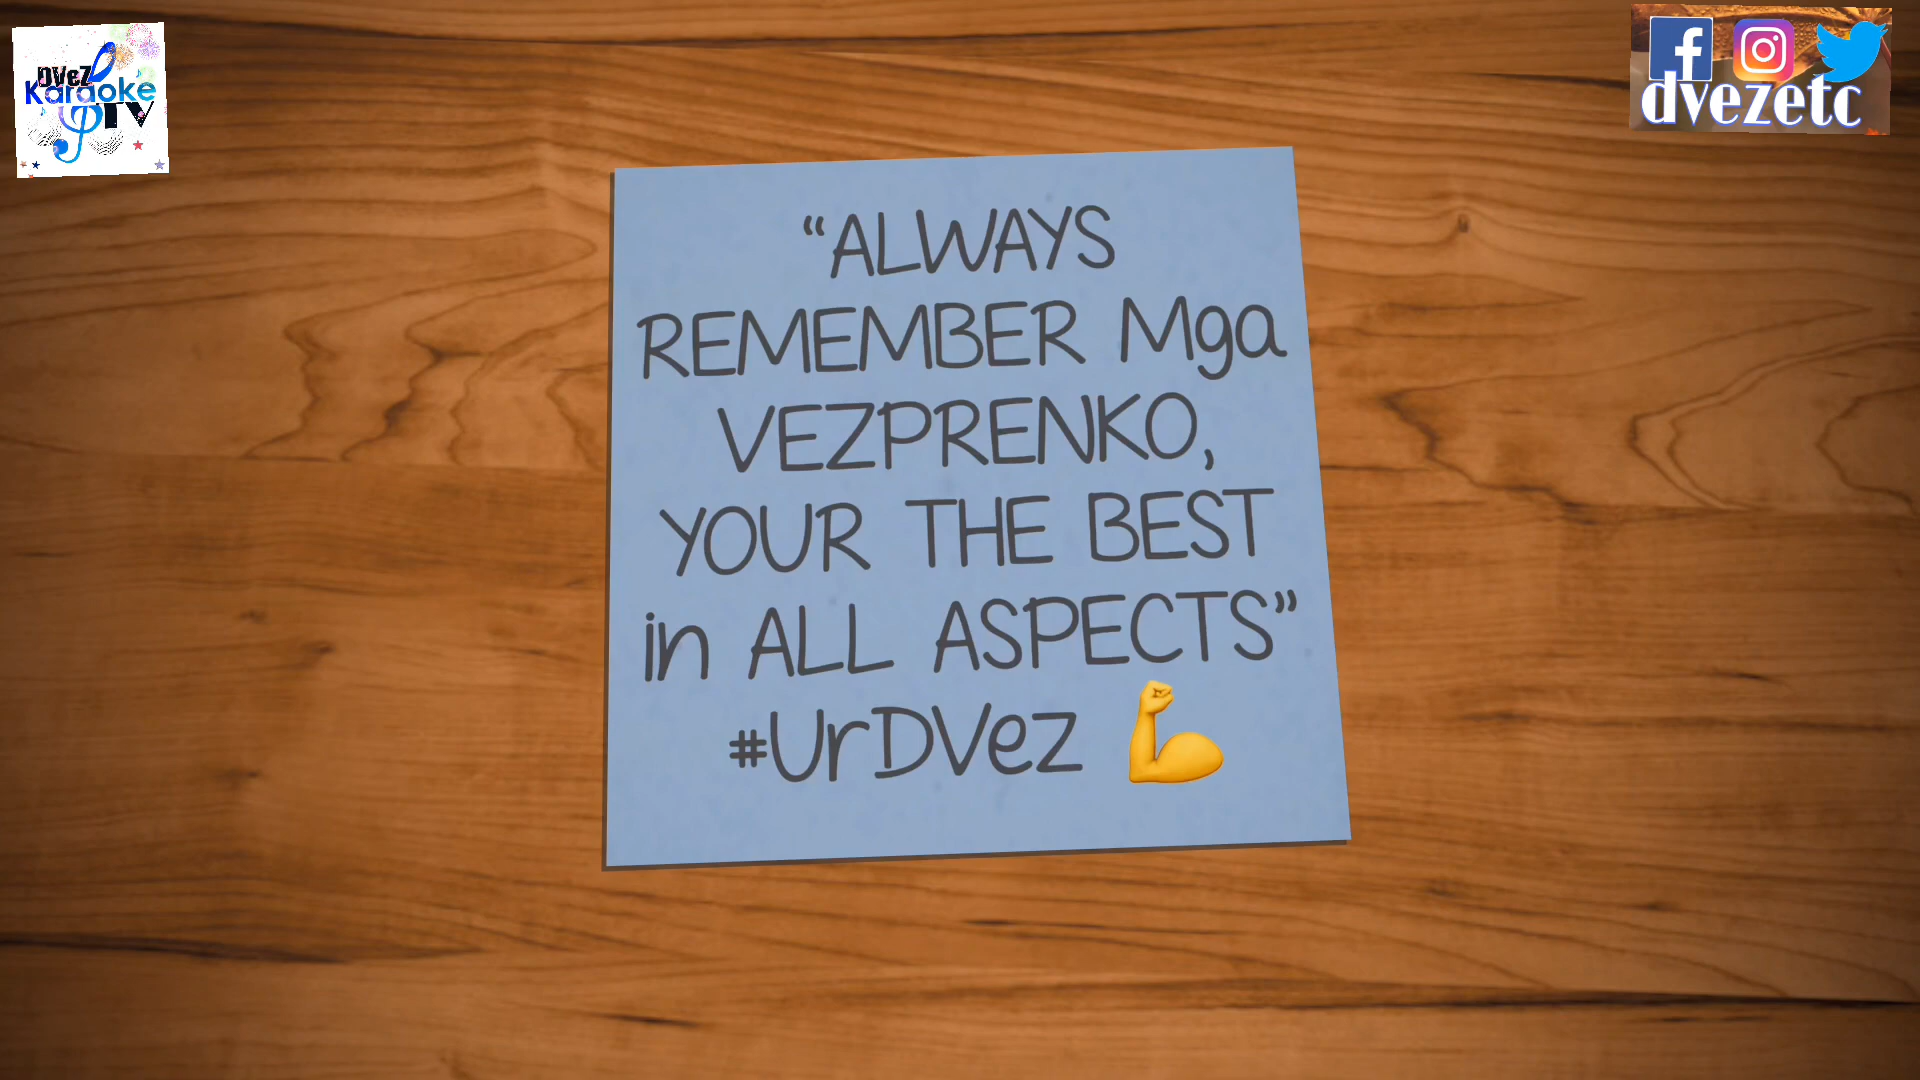 DVeZ
Karaoke
TV
dvezetc
“ALWAYS
REMEMBER Mga
VEZPRENKO,
YOUR THE BEST
in ALL ASPECTS”
#UrDVez 💪